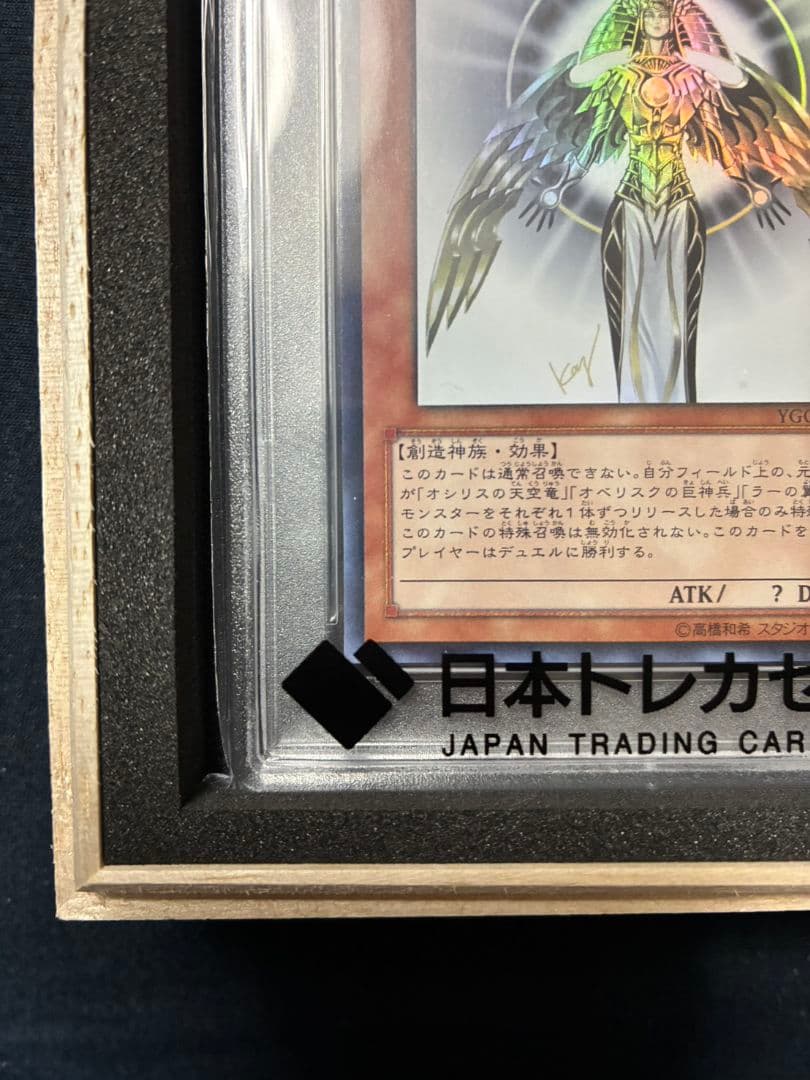 Kaz
YGO
【創造神族・効果】
このカードは通常召喚できない。自分フィールド上の、元
が「オシリスの天空竜」「オベリスクの巨神兵」「ラーの翼
モンスターをそれぞれ1体ずつリリースした場合のみ特殊
このカードの特殊召喚は無効化されない。このカードを
プレイヤーはデュエルに勝利する。
ATK/ ? D
©高橋和希 スタジオ
日本トレカセ
JAPAN TRADING CAR